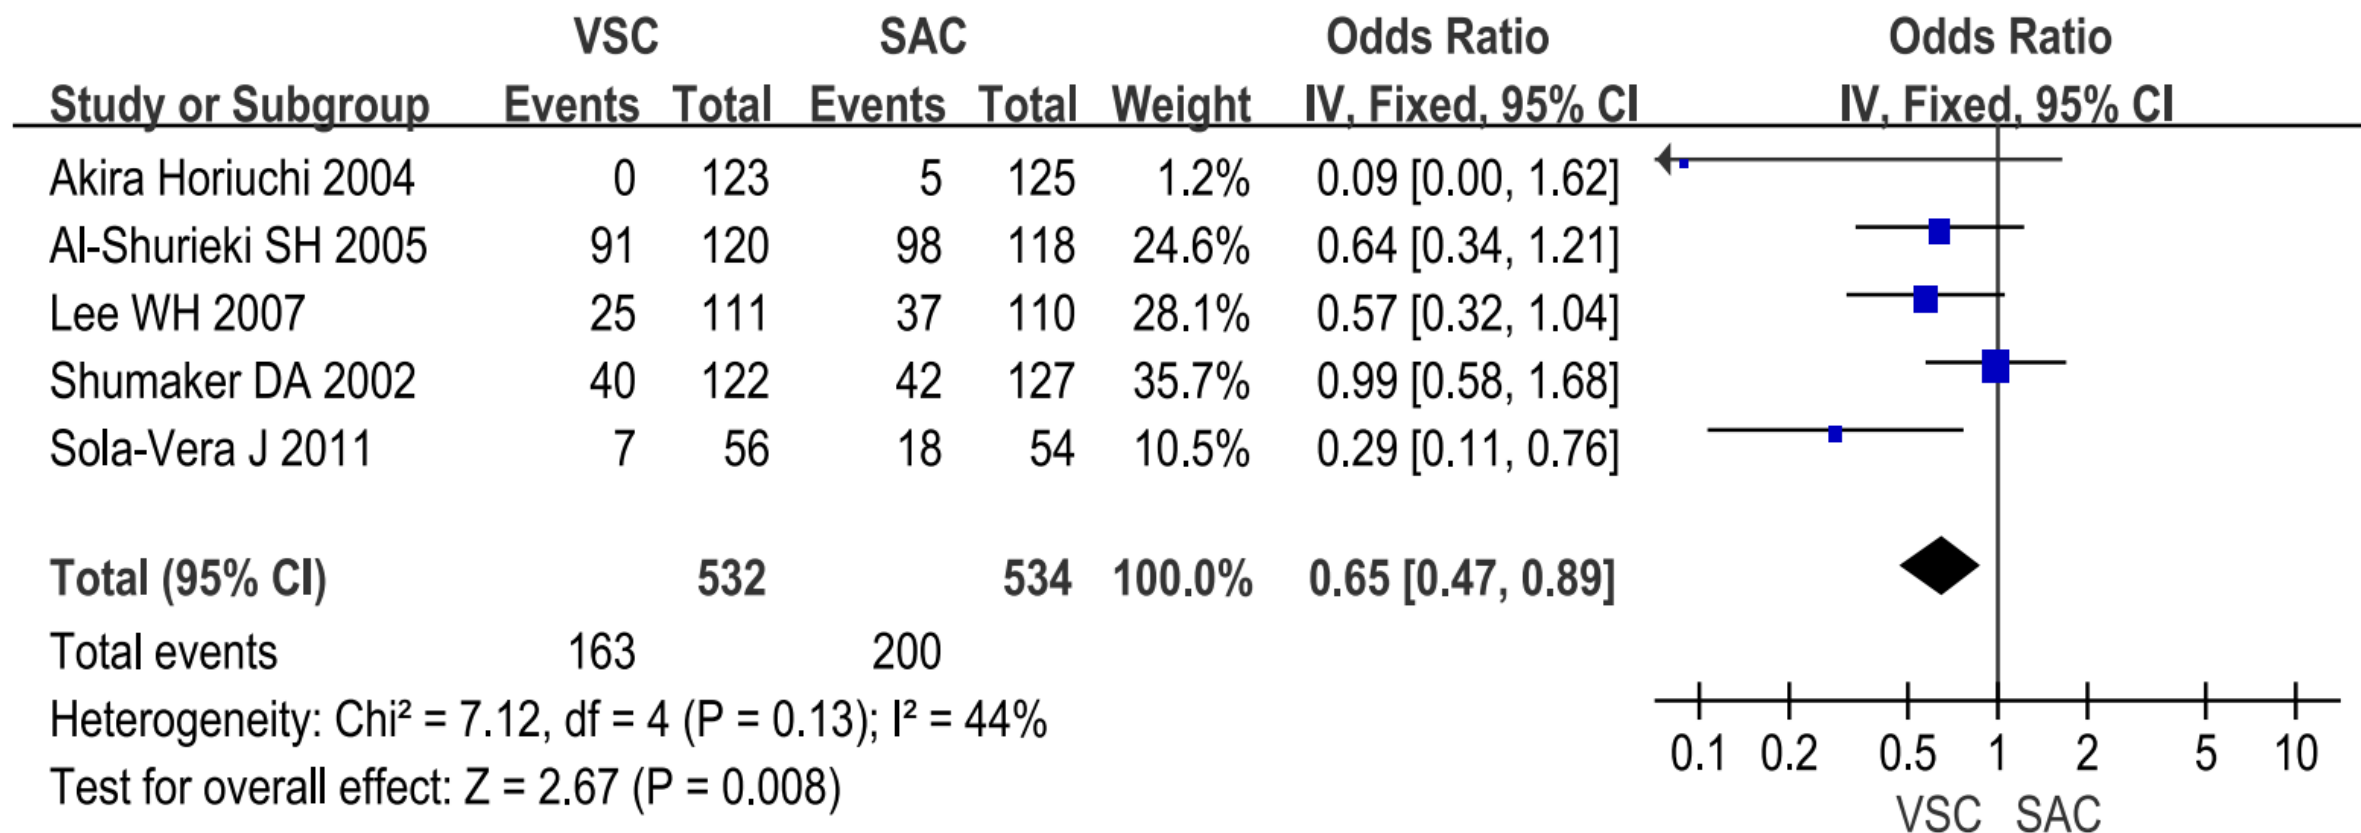 VSC SAC Odds Ratio Odds Ratio
Study or Subgroup Events Total Events Total Weight IV, Fixed, 95% CI IV, Fixed, 95% CI
Akira Horiuchi 2004 0 123 5 125 1.2% 0.09 [0.00, 1.62]
Al-Shurieki SH 2005 91 120 98 118 24.6% 0.64 [0.34, 1.21]
Lee WH 2007 25 111 37 110 28.1% 0.57 [0.32, 1.04]
Shumaker DA 2002 40 122 42 127 35.7% 0.99 [0.58, 1.68]
Sola-Vera J 2011 7 56 18 54 10.5% 0.29 [0.11, 0.76]
Total (95% CI) 532 534 100.0% 0.65 [0.47, 0.89]
Total events 163 200
Heterogeneity: Chi² = 7.12, df = 4 (P = 0.13); I² = 44%
Test for overall effect: Z = 2.67 (P = 0.008)
0.1 0.2 0.5 1 2 5 10
VSC SAC